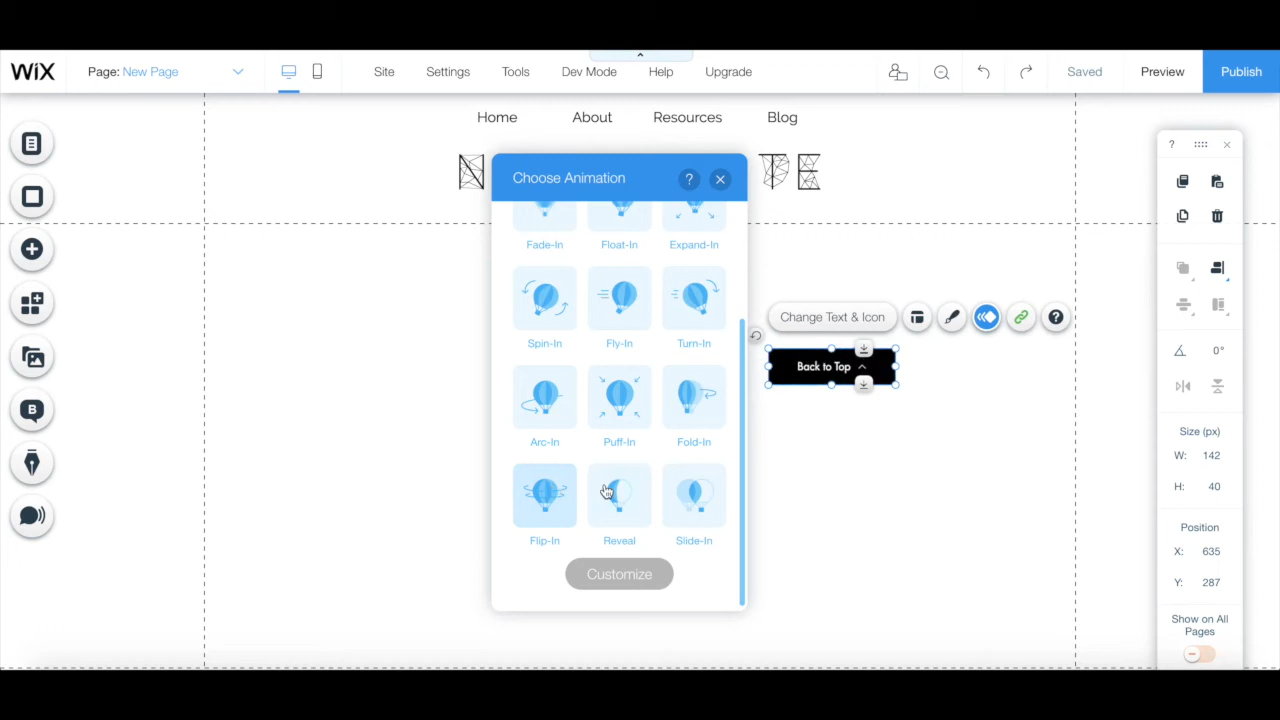 WiX Page: New Page Site Settings Tools Dev Mode Help Upgrade Saved Preview Publish
Home About Resources Blog
Choose Animation ? ×
Fade-In Float-In Expand-In
Spin-In Fly-In Turn-In
Arc-In Puff-In Fold-In
Flip-In Reveal Slide-In
Customize
Change Text & Icon ?
Back to Top
B
?
0°
Size (px)
W: 142
H: 40
Position
X: 635
Y: 287
Show on All
Pages